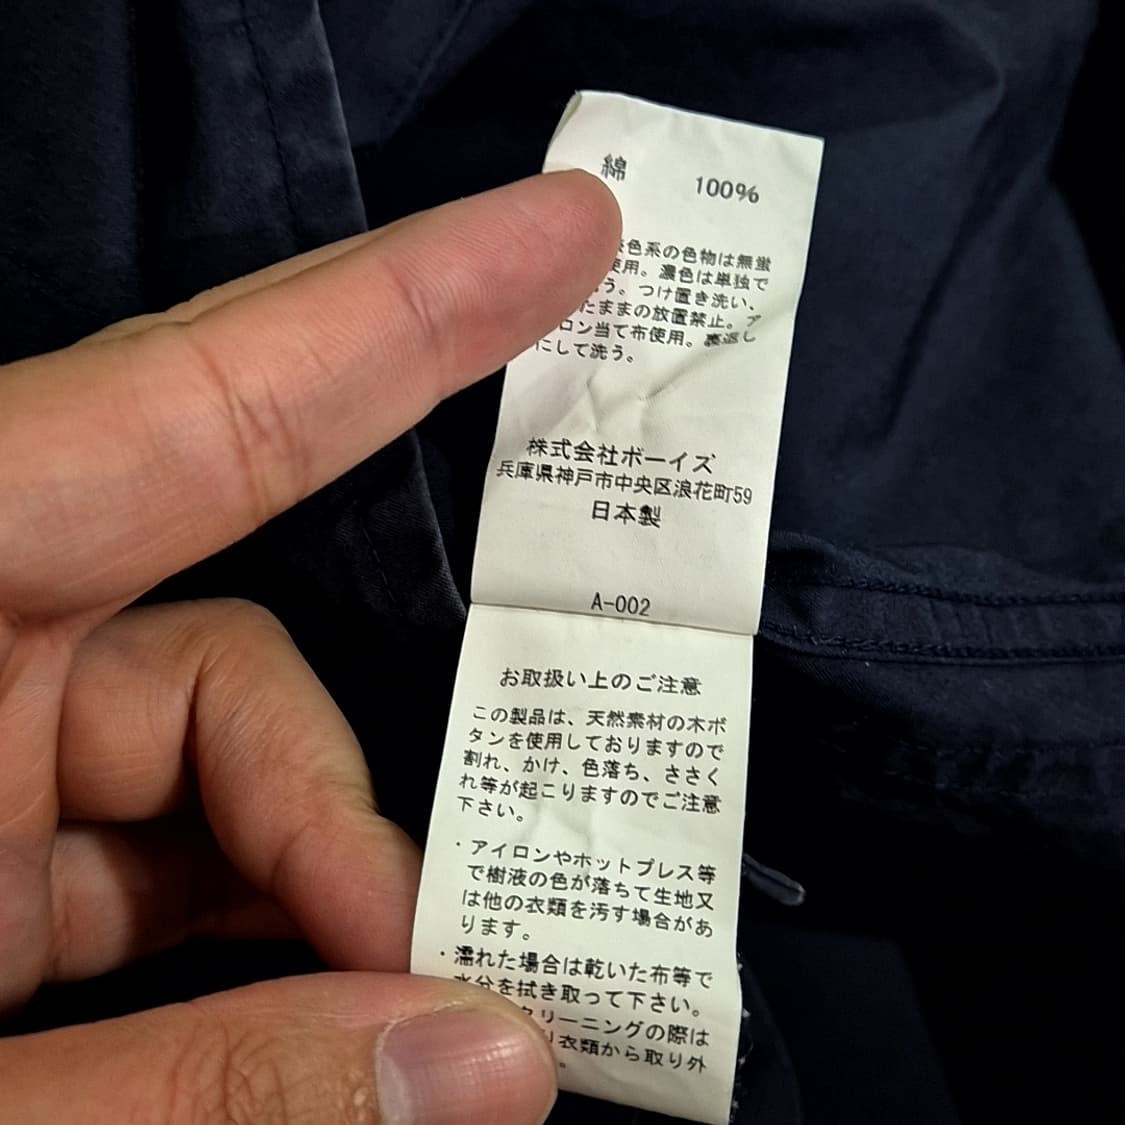 綿 100%
色系の色物は無蛍
使用。濃色は単独で
う。つけ置き洗い、
たままの放置禁止。ア
ロン当て布使用。裏返し
にして洗う。
株式会社ボーイズ
兵庫県神戸市中央区浪花町59
日本製
A-002
お取扱い上のご注意
この製品は、天然素材の木ボ
タンを使用しておりますので
割れ、かけ、色落ち、ささく
れ等が起こりますのでご注意
下さい。
・アイロンやホットプレス等
で樹液の色が落ちて生地又
は他の衣類を汚す場合があ
ります。
・濡れた場合は乾いた布等で
水分を拭き取って下さい。
クリーニングの際は
り衣類から取り外
。